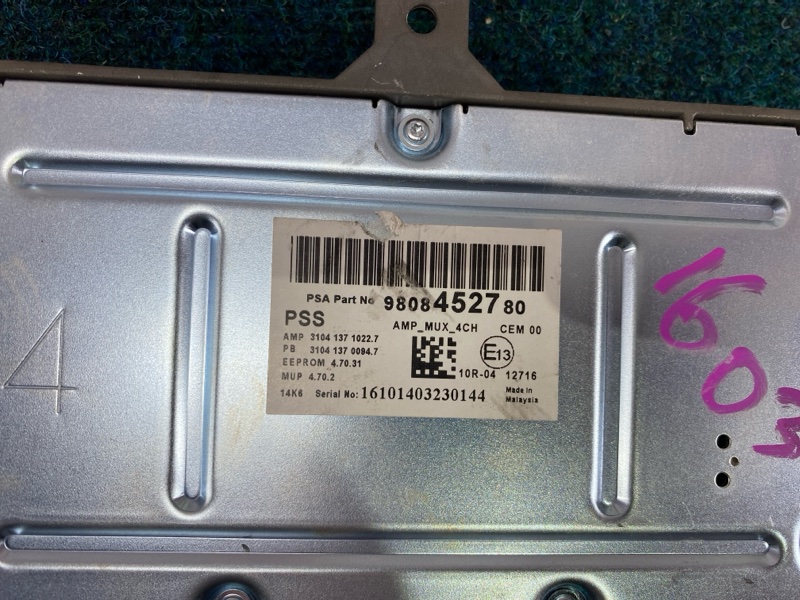 PSA Part No 9808452780
PSS
AMP_MUX_4CH CEM 00
AMP 3104 137 1022.7
PB 3104 137 0094.7
EEPROM 4.70.31
MUP 4.70.2
E13
10R-04 12716
14K6 Serial No: 16101403230144
Made in
Malaysia
4